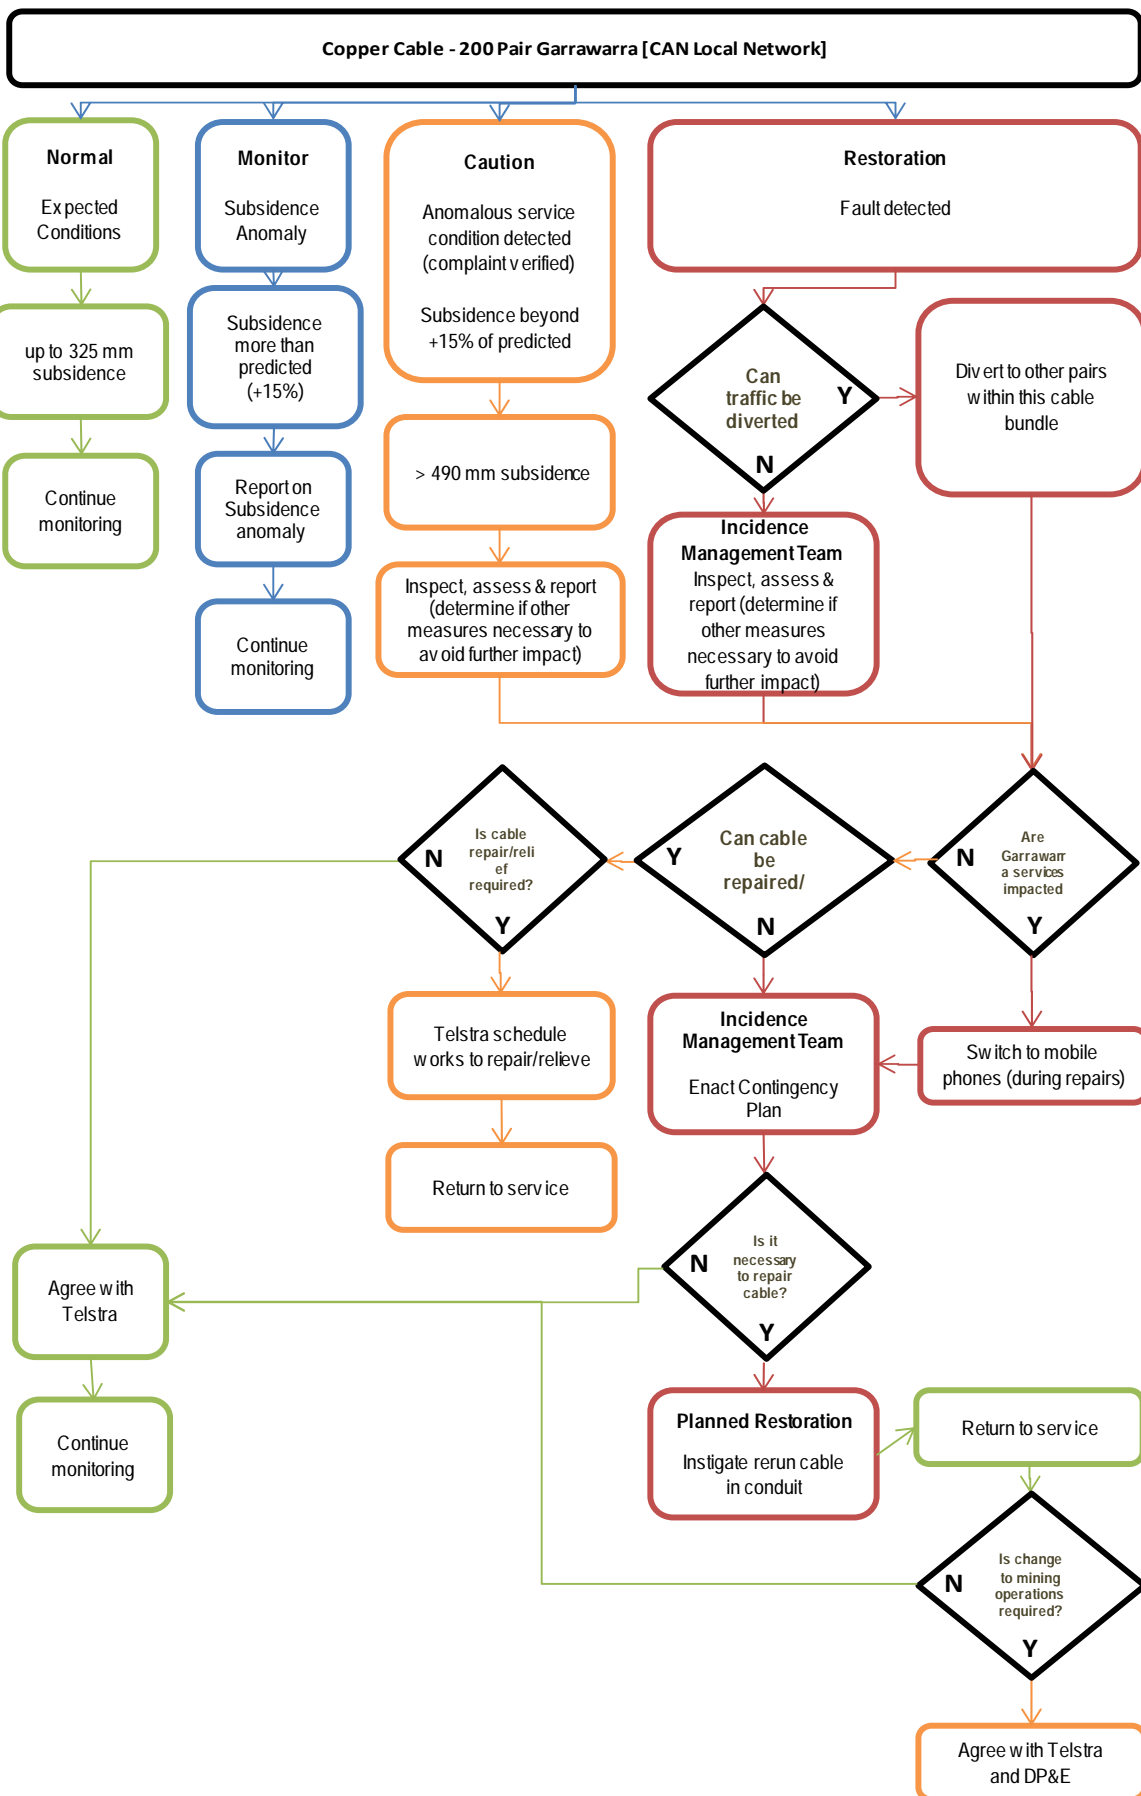 Copper Cable - 200 Pair Garrawarra [CAN Local Network]
Normal
Expected
Conditions
up to 325 mm
subsidence
Continue
monitoring
Monitor
Subsidence
Anomaly
Subsidence
more than
predicted
(+15%)
Report on
Subsidence
anomaly
Continue
monitoring
Caution
Anomalous service
condition detected
(complaint verified)
Subsidence beyond
+15% of predicted
> 490 mm subsidence
Inspect, assess & report
(determine if other
measures necessary to
avoid further impact)
Restoration
Fault detected
Can
traffic be
diverted
Y
N
Divert to other pairs
within this cable
bundle
Incidence
Management Team
Inspect, assess &
report (determine if
other measures
necessary to avoid
further impact)
Are
Garrawarr
a services
impacted
N
Y
Can cable
be
repaired/
Y
N
Is cable
repair/reli
ef
required?
N
Y
Telstra schedule
works to repair/relieve
Return to service
Incidence
Management Team
Enact Contingency
Plan
Switch to mobile
phones (during repairs)
Is it
necessary
to repair
cable?
N
Y
Agree with
Telstra
Continue
monitoring
Planned Restoration
Instigate rerun cable
in conduit
Return to service
Is change
to mining
operations
required?
N
Y
Agree with Telstra
and DP&E